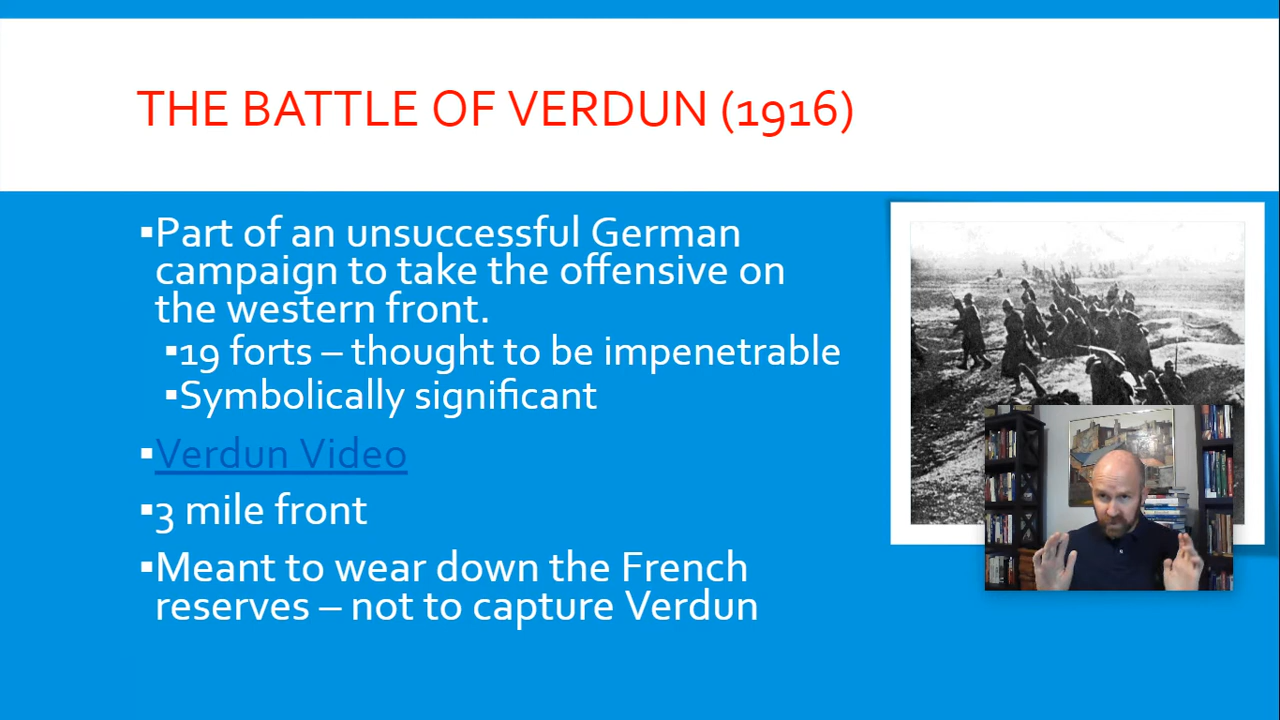 THE BATTLE OF VERDUN (1916)
▪Part of an unsuccessful German
campaign to take the offensive on
the western front.
▪19 forts – thought to be impenetrable
▪Symbolically significant
▪Verdun Video
▪3 mile front
▪Meant to wear down the French
reserves – not to capture Verdun